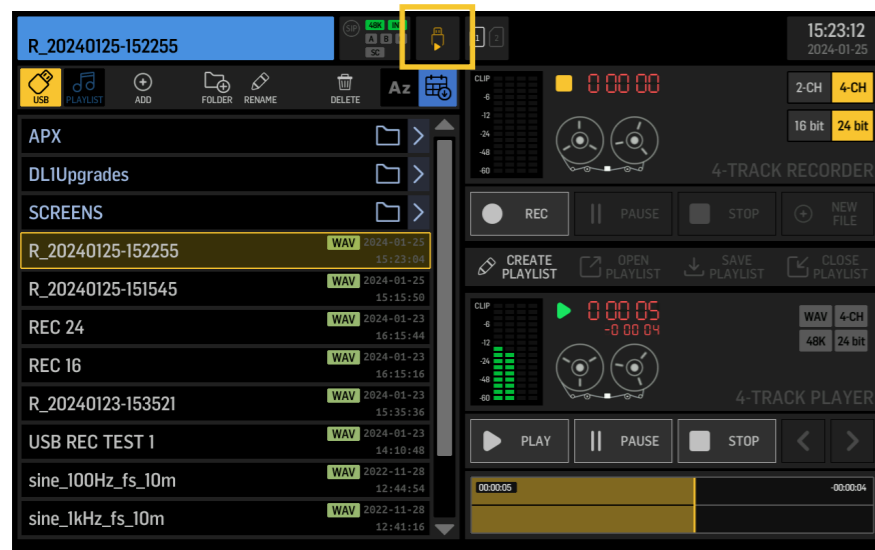 R_20240125-152255
SIP 48K INT
A B
SC
1 2
15:23:12
2024-01-25
USB PLAYLIST ADD FOLDER RENAME DELETE Az
APX
DL1Upgrades
SCREENS
R_20240125-152255 WAV 2024-01-25
15:23:04
R_20240125-151545 WAV 2024-01-25
15:15:50
REC 24 WAV 2024-01-23
16:15:44
REC 16 WAV 2024-01-23
16:15:16
R_20240123-153521 WAV 2024-01-23
15:35:36
USB REC TEST 1 WAV 2024-01-23
14:10:48
sine_100Hz_fs_10m WAV 2022-11-28
12:44:54
sine_1kHz_fs_10m WAV 2022-11-28
12:41:16
CLIP
-6
-12
-24
-48
-60
0 00 00
2-CH 4-CH
16 bit 24 bit
4-TRACK RECORDER
REC PAUSE STOP NEW
FILE
CREATE
PLAYLIST
OPEN
PLAYLIST
SAVE
PLAYLIST
CLOSE
PLAYLIST
CLIP
-6
-12
-24
-48
-60
0 00 05
-0 00 04
WAV 4-CH
48K 24 bit
4-TRACK PLAYER
PLAY PAUSE STOP
00:00:05 -00:00:04